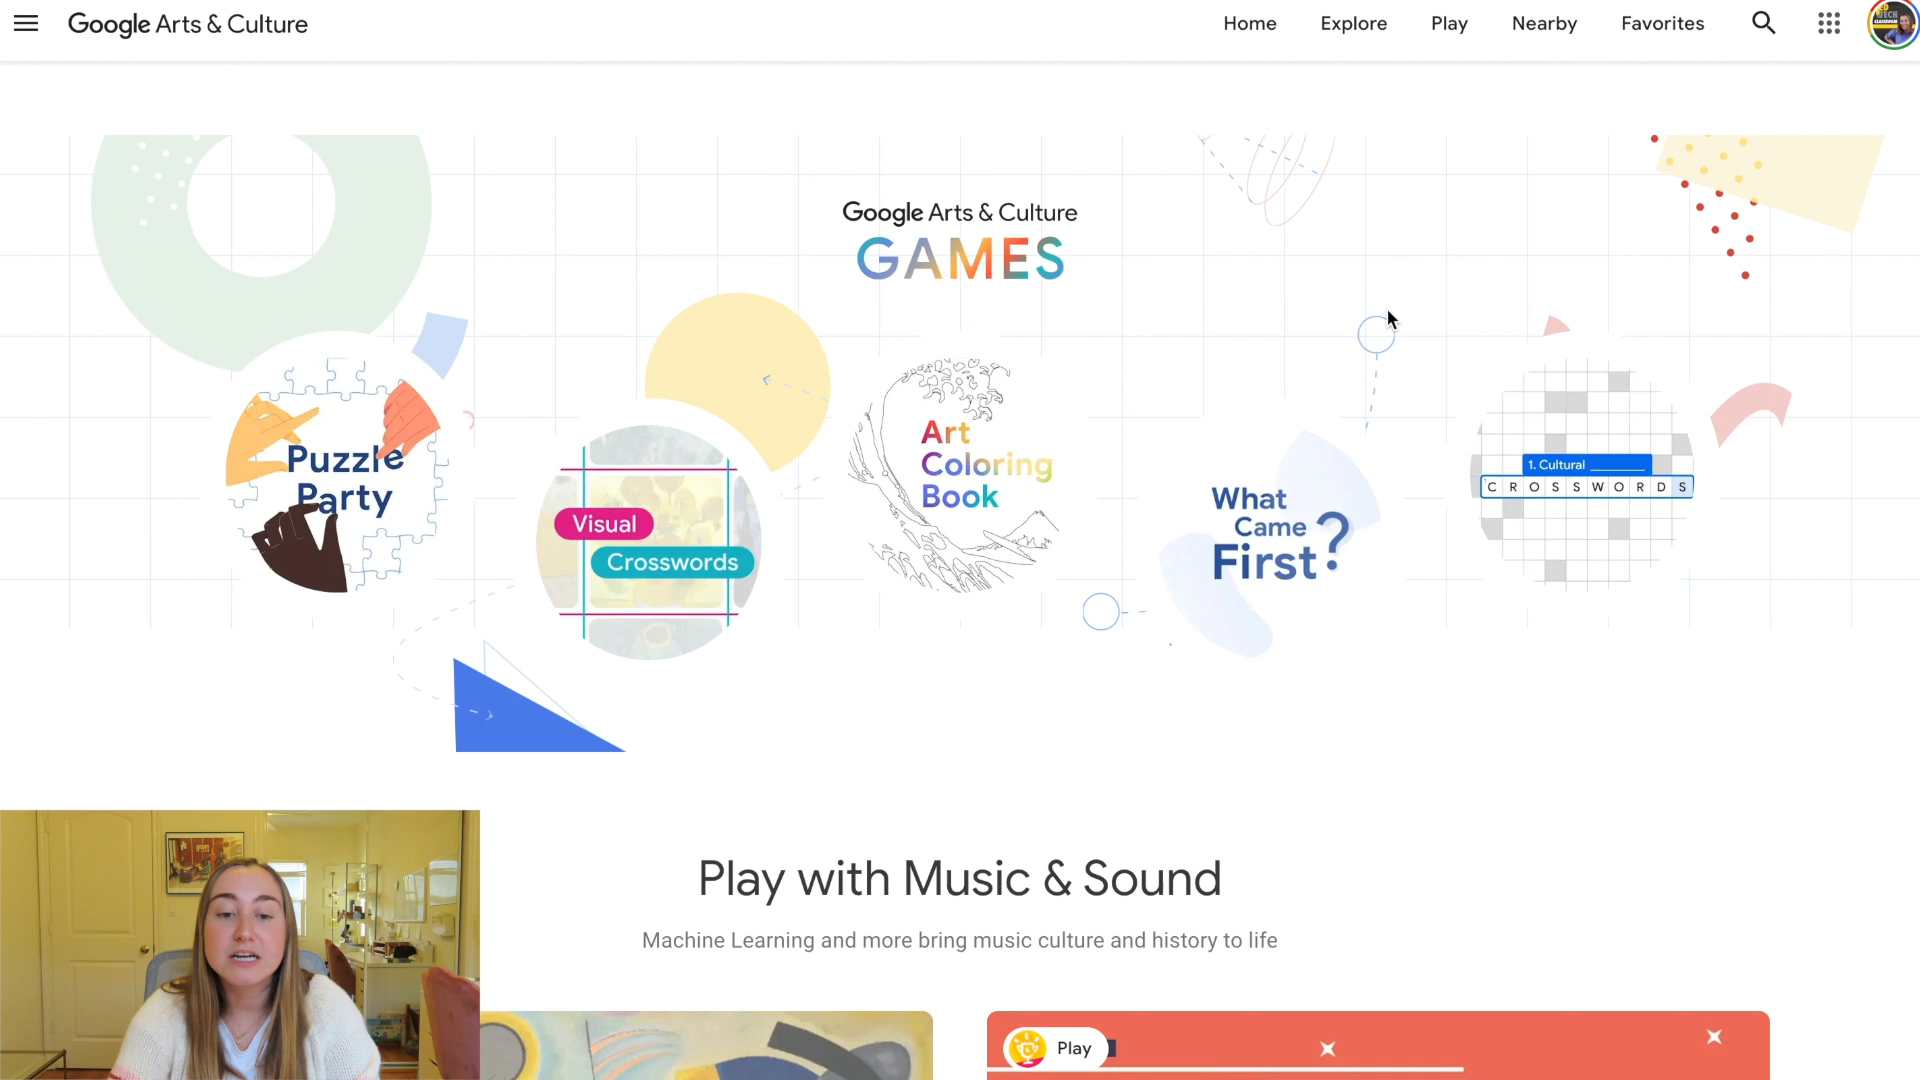 Google Arts & Culture
Home
Explore
Play
Nearby
Favorites
Google Arts & Culture
GAMES
Puzzle
Party
Visual
Crosswords
Art
Coloring
Book
What
Came
First?
1. Cultural ________
CROSSWORDS
Play with Music & Sound
Machine Learning and more bring music culture and history to life
Play